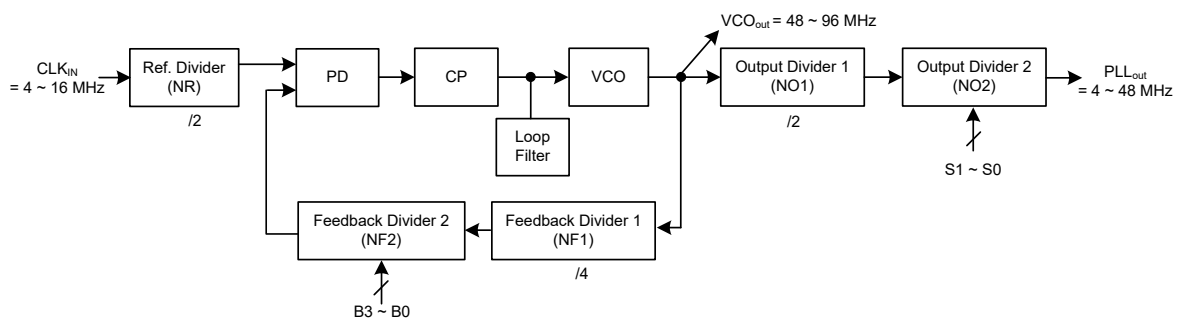 VCOout = 48 ~ 96 MHz
CLKIN
= 4 ~ 16 MHz
Ref. Divider
(NR)
/2
PD
CP
VCO
Loop
Filter
Output Divider 1
(NO1)
/2
Output Divider 2
(NO2)
PLLout
= 4 ~ 48 MHz
S1 ~ S0
Feedback Divider 2
(NF2)
Feedback Divider 1
(NF1)
/4
B3 ~ B0